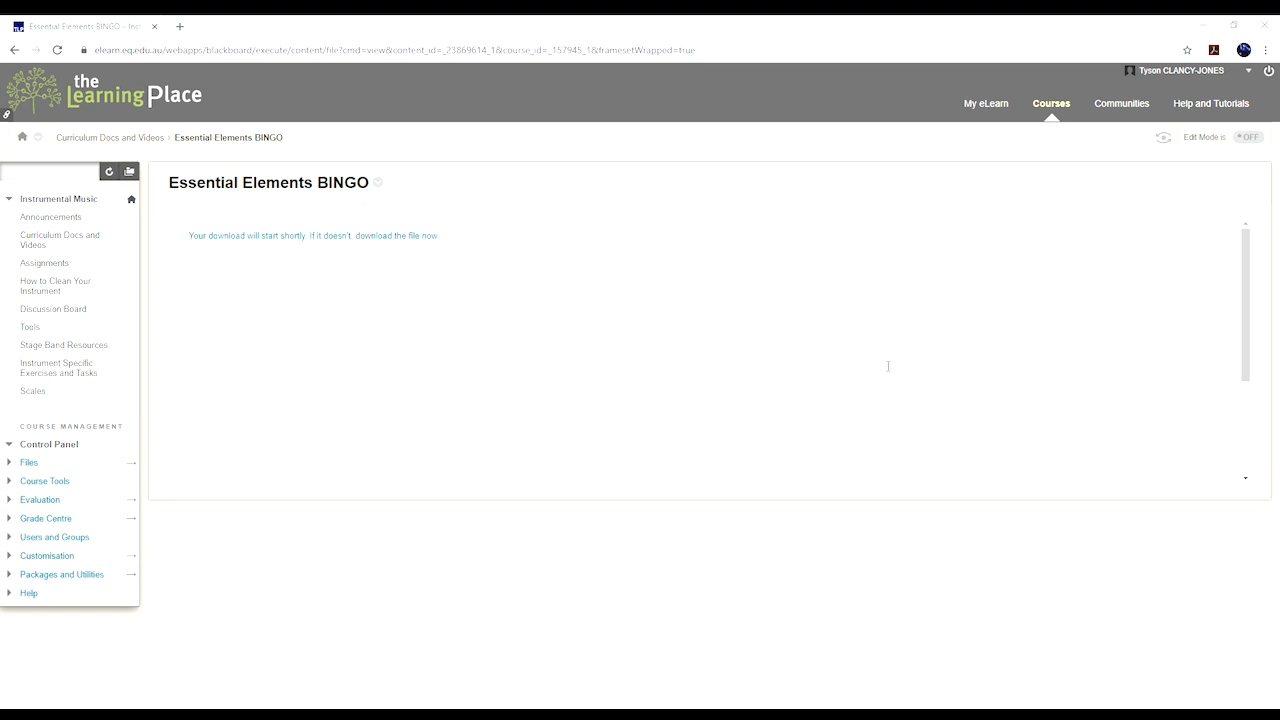 Essential Elements BINGO – Inst
elearn.eq.edu.au/webapps/blackboard/execute/content/file?cmd=view&content_id=_23869614_1&course_id=_157945_1&framesetWrapped=true
Tyson CLANCY-JONES
the
Learning Place
My eLearn
Courses
Communities
Help and Tutorials
Curriculum Docs and Videos
Essential Elements BINGO
Edit Mode is
OFF
Essential Elements BINGO
Your download will start shortly. If it doesn't, download the file now.
Instrumental Music
Announcements
Curriculum Docs and
Videos
Assignments
How to Clean Your
Instrument
Discussion Board
Tools
Stage Band Resources
Instrument Specific
Exercises and Tasks
Scales
COURSE MANAGEMENT
Control Panel
Files
Course Tools
Evaluation
Grade Centre
Users and Groups
Customisation
Packages and Utilities
Help